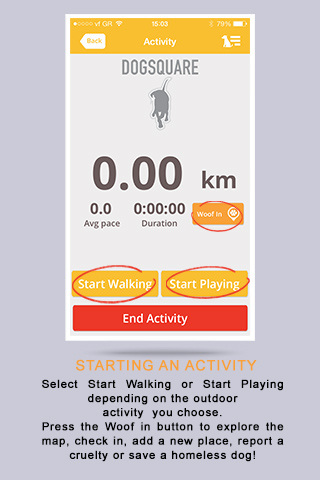 vf GR 1:13 PM 79%
Back Activity
DOGSQUARE
0.00 km
0.0 0:00:00 Woof In
Avg pace Duration
Start Walking Start Playing
End Activity
STARTING AN ACTIVITY
Select Start Walking or Start Playing
depending on the outdoor
activity you choose.
Press the Woof in button to explore the
map, check in, add a new place, report a
cruelty or save a homeless dog!